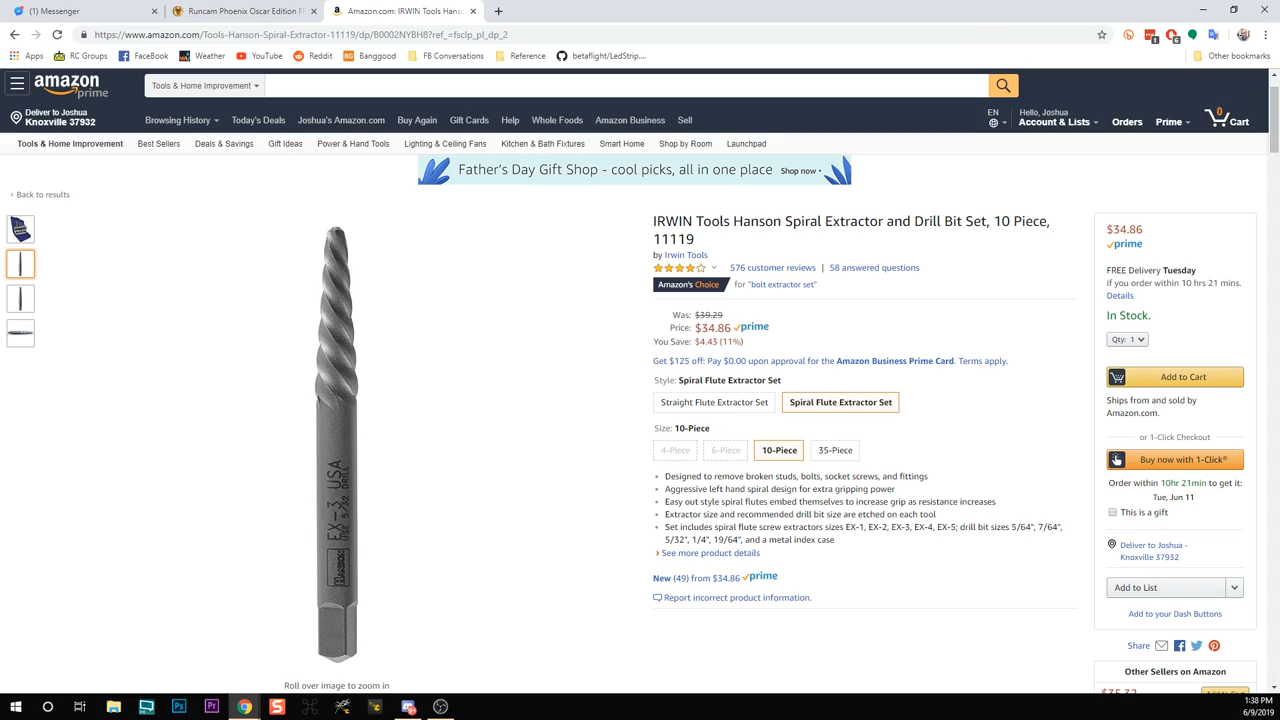 (1) Messenger
Runcam Phoenix Oscar Edition F
Amazon.com: IRWIN Tools Hans
https://www.amazon.com/Tools-Hanson-Spiral-Extractor-11119/dp/B0002NYBH8?ref_=fsclp_pl_dp_2
Apps RC Groups FaceBook Weather YouTube Reddit Banggood FB Conversations Reference betaflight/LedStrip....
Other bookmarks
amazon prime
Tools & Home Improvement
Deliver to Joshua
Knoxville 37932
Browsing History Today's Deals Joshua's Amazon.com Buy Again Gift Cards Help Whole Foods Amazon Business Sell
EN
Hello, Joshua
Account & Lists Orders Prime
0
Cart
Tools & Home Improvement Best Sellers Deals & Savings Gift Ideas Power & Hand Tools Lighting & Ceiling Fans Kitchen & Bath Fixtures Smart Home Shop by Room Launchpad
Father's Day Gift Shop - cool picks, all in one place Shop now
‹ Back to results
HANSON EX-3 USA
USE 5/32 DRILL
Roll over image to zoom in
IRWIN Tools Hanson Spiral Extractor and Drill Bit Set, 10 Piece,
11119
by Irwin Tools
576 customer reviews | 58 answered questions
Amazon's Choice for "bolt extractor set"
Was: $39.29
Price: $34.86 prime
You Save: $4.43 (11%)
Get $125 off: Pay $0.00 upon approval for the Amazon Business Prime Card. Terms apply.
Style: Spiral Flute Extractor Set
Straight Flute Extractor Set Spiral Flute Extractor Set
Size: 10-Piece
4-Piece 6-Piece 10-Piece 35-Piece
• Designed to remove broken studs, bolts, socket screws, and fittings
• Aggressive left hand spiral design for extra gripping power
• Easy out style spiral flutes embed themselves to increase grip as resistance increases
• Extractor size and recommended drill bit size are etched on each tool
• Set includes spiral flute screw extractors sizes EX-1, EX-2, EX-3, EX-4, EX-5; drill bit sizes 5/64", 7/64",
5/32", 1/4", 19/64", and a metal index case
› See more product details
New (49) from $34.86 prime
Report incorrect product information.
$34.86
prime
FREE Delivery Tuesday
if you order within 10 hrs 21 mins.
Details
In Stock.
Qty: 1
Add to Cart
Ships from and sold by
Amazon.com.
or 1-Click Checkout
Buy now with 1-Click®
Order within 10hr 21min to get it:
Tue, Jun 11
This is a gift
Deliver to Joshua -
Knoxville 37932
Add to List
Add to your Dash Buttons
Share
Other Sellers on Amazon
1:38 PM
6/9/2019